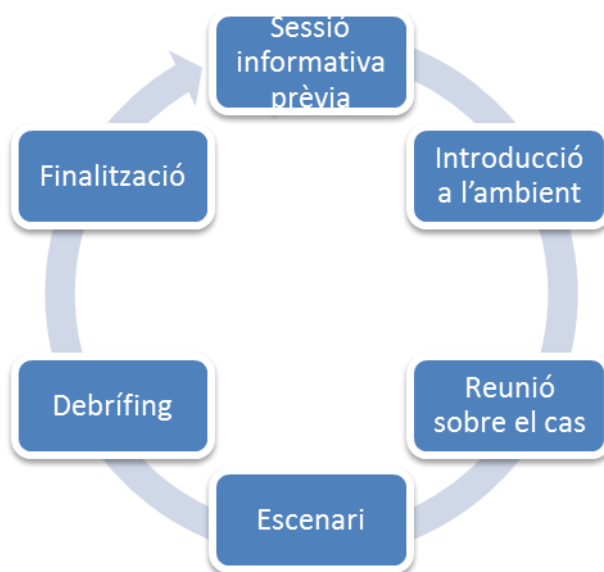 Sessió
informativa
prèvia
Introducció
a l'ambient
Reunió
sobre el cas
Escenari
Debrífing
Finalització